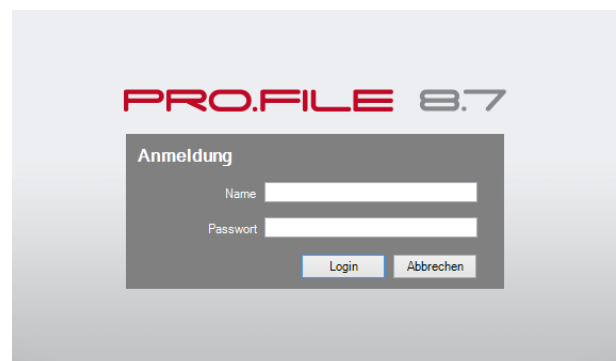 PRO.FILE 8.7
Anmeldung
Name
Passwort
Login Abbrechen